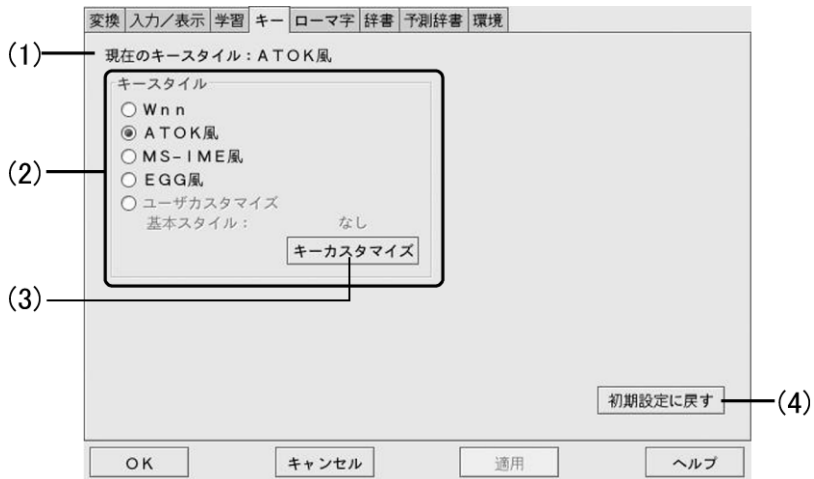 変換 入力／表示 学習 キー ローマ字 辞書 予測辞書 環境
(1) 現在のキースタイル：ＡＴＯＫ風
キースタイル
Ｗｎｎ
ＡＴＯＫ風
ＭＳ－ＩＭＥ風
(2)
ＥＧＧ風
ユーザカスタマイズ
基本スタイル： なし
キーカスタマイズ
(3)
初期設定に戻す (4)
ＯＫ キャンセル 適用 ヘルプ